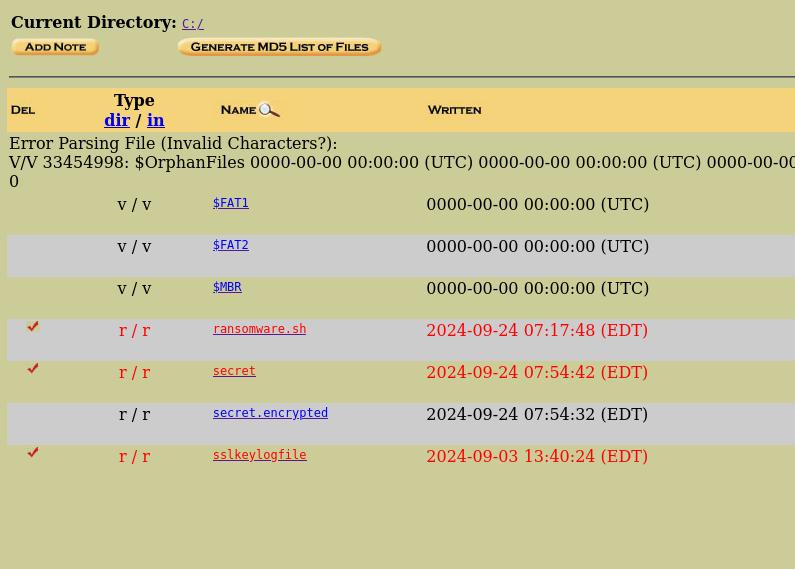 Current Directory: C:/
ADD NOTE GENERATE MD5 LIST OF FILES
DEL Type dir / in NAME WRITTEN
Error Parsing File (Invalid Characters?):
V/V 33454998: $OrphanFiles 0000-00-00 00:00:00 (UTC) 0000-00-00 00:00:00 (UTC) 0000-00-00
0
v / v $FAT1 0000-00-00 00:00:00 (UTC)
v / v $FAT2 0000-00-00 00:00:00 (UTC)
v / v $MBR 0000-00-00 00:00:00 (UTC)
r / r ransomware.sh 2024-09-24 07:17:48 (EDT)
r / r secret 2024-09-24 07:54:42 (EDT)
r / r secret.encrypted 2024-09-24 07:54:32 (EDT)
r / r sslkeylogfile 2024-09-03 13:40:24 (EDT)